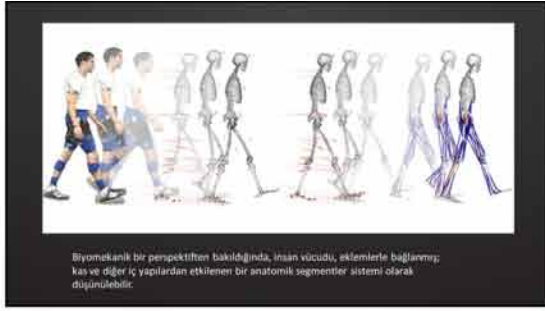 Biyomekanik bir perspektiften bakıldığında, insan vücudu, eklemlerle bağlanmış;
kas ve diğer iç yapılardan etkilenen bir anatomik segmentler sistemi olarak
düşünülebilir.